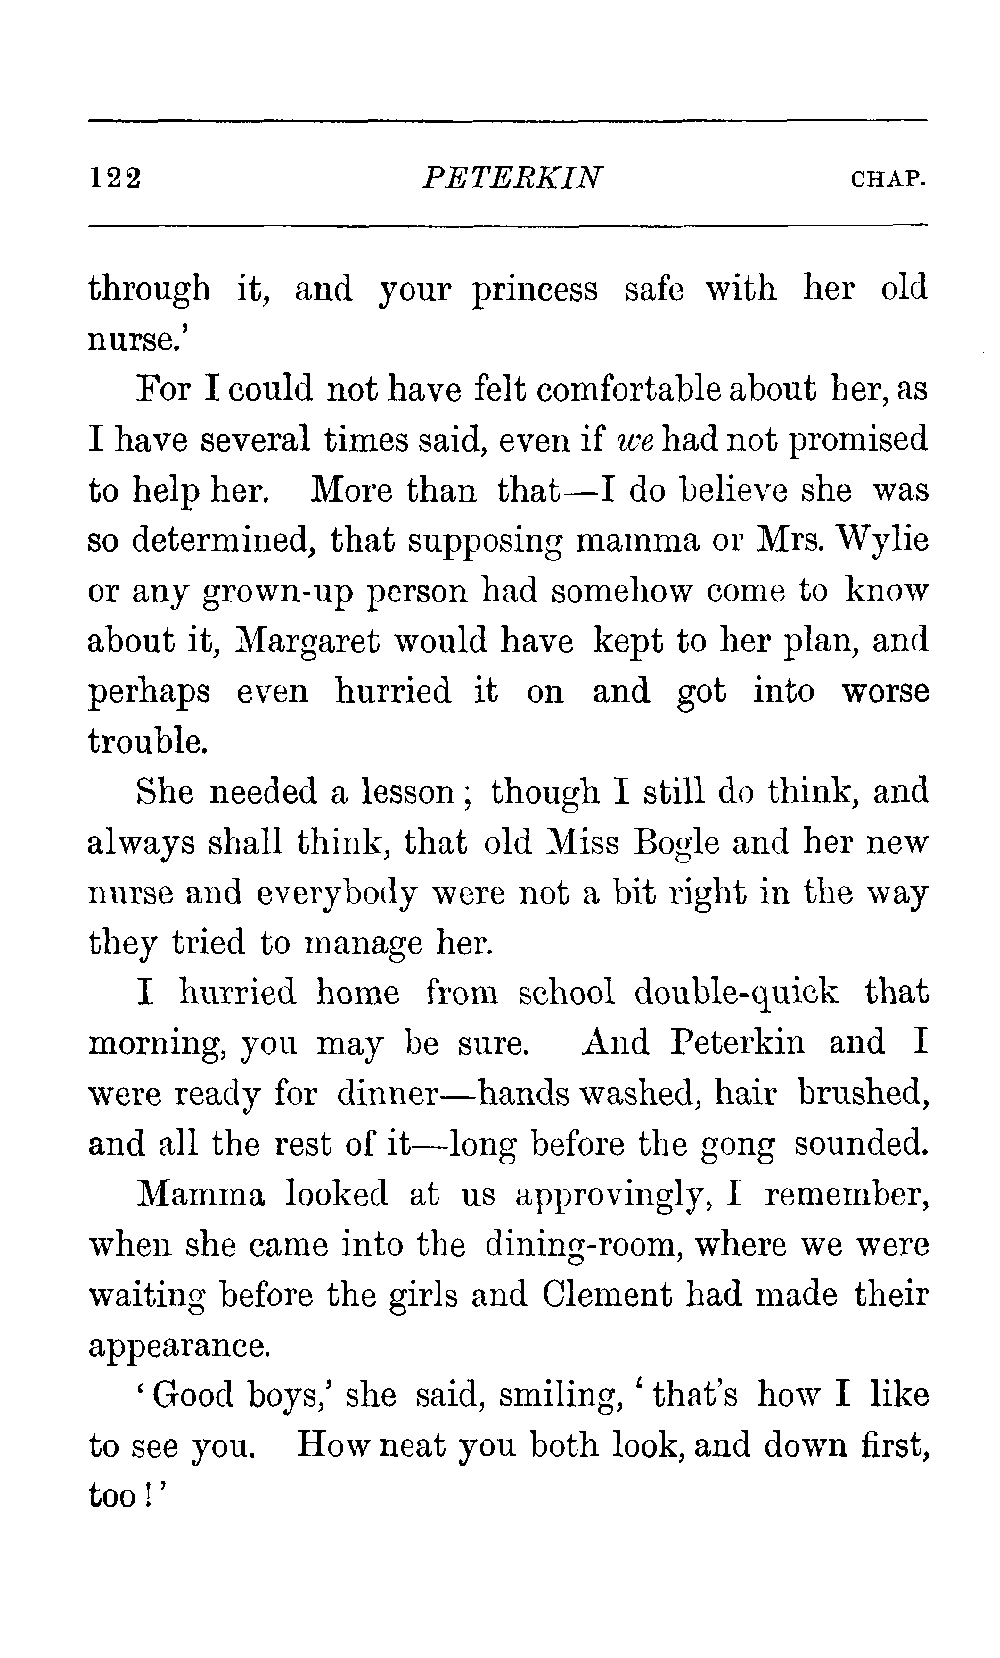 122 PETERKIN CHAP.
through it, and your princess safe with her old
nurse.’
For I could not have felt comfortable about her, as
I have several times said, even if we had not promised
to help her. More than that—I do believe she was
so determined, that supposing mamma or Mrs. Wylie
or any grown-up person had somehow come to know
about it, Margaret would have kept to her plan, and
perhaps even hurried it on and got into worse
trouble.
She needed a lesson; though I still do think, and
always shall think, that old Miss Bogle and her new
nurse and everybody were not a bit right in the way
they tried to manage her.
I hurried home from school double-quick that
morning, you may be sure. And Peterkin and I
were ready for dinner—hands washed, hair brushed,
and all the rest of it—long before the gong sounded.
Mamma looked at us approvingly, I remember,
when she came into the dining-room, where we were
waiting before the girls and Clement had made their
appearance.
‘Good boys,’ she said, smiling, ‘that’s how I like
to see you. How neat you both look, and down first,
too!’